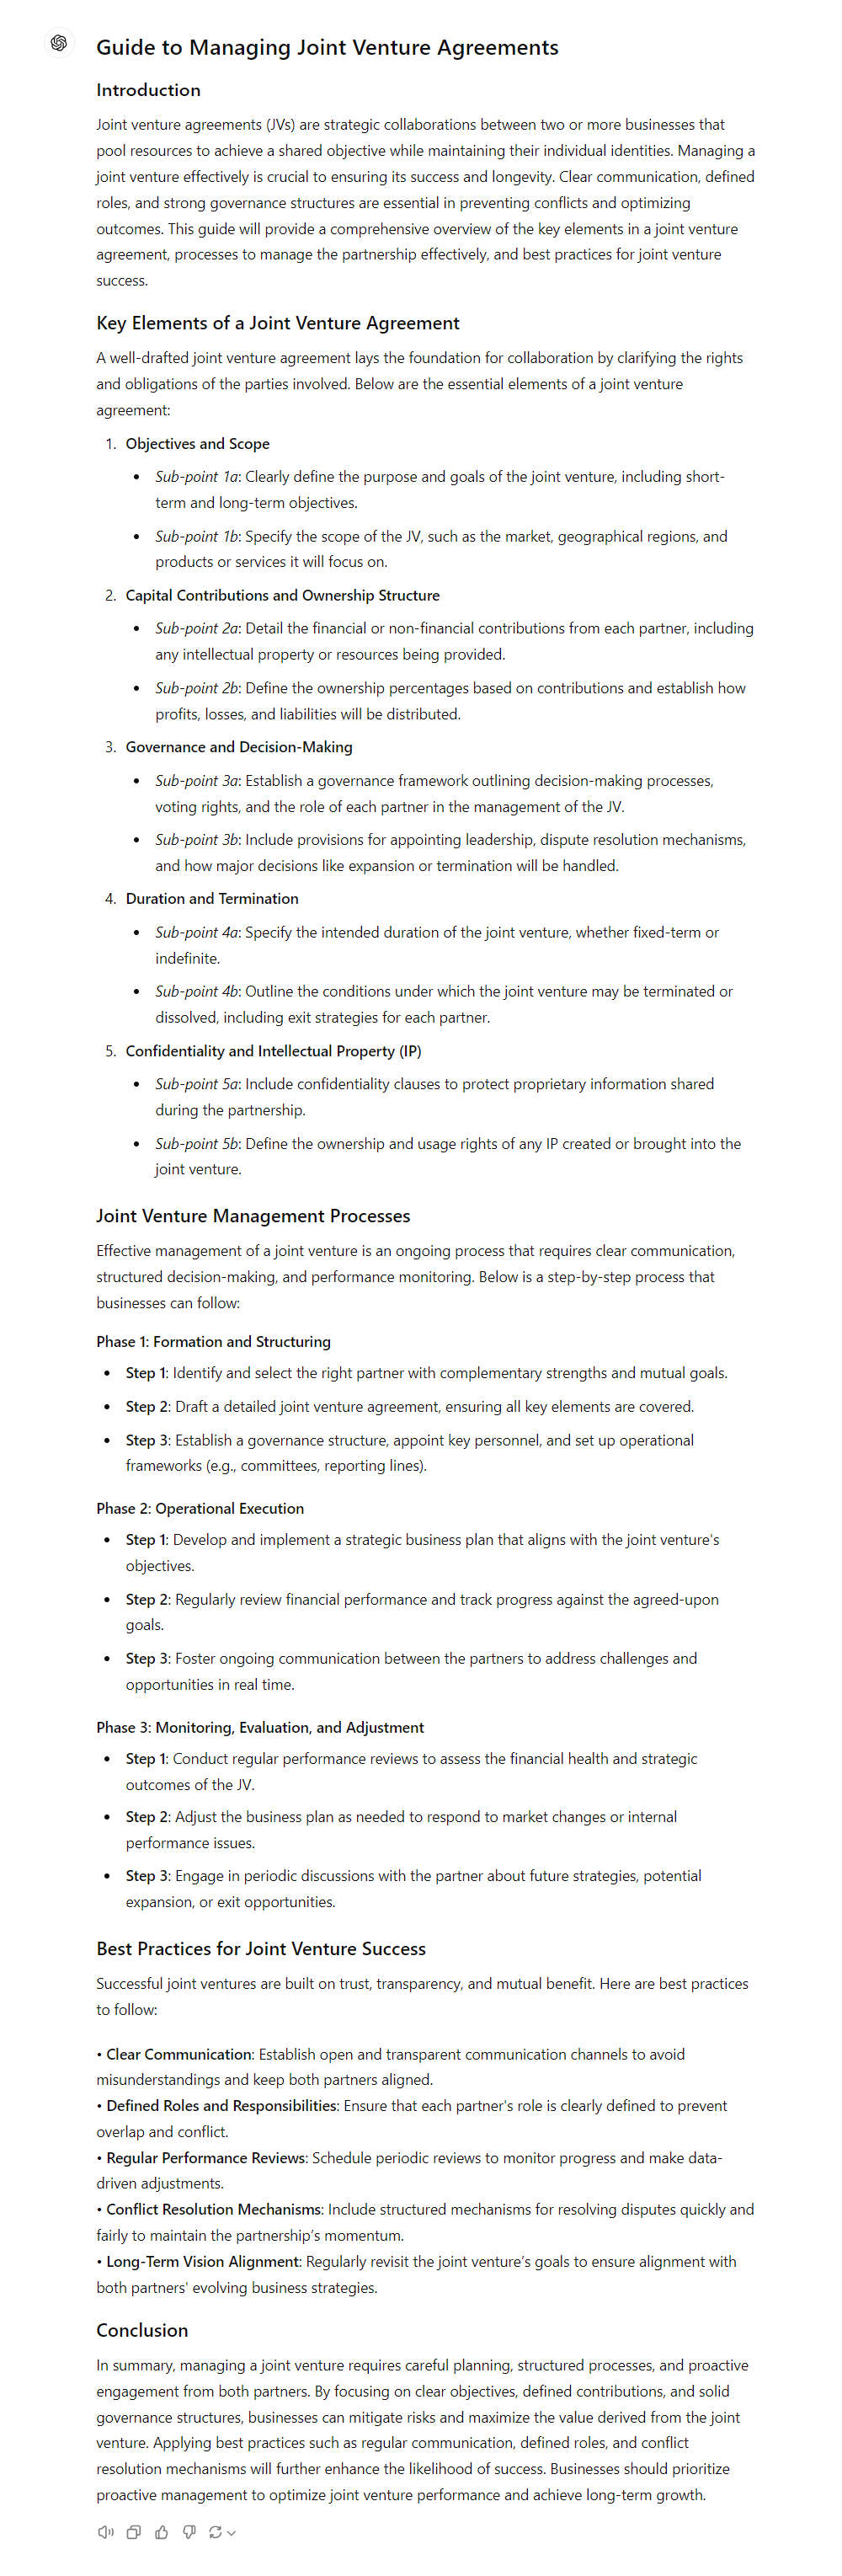 Guide to Managing Joint Venture Agreements
Introduction
Joint venture agreements (JVs) are strategic collaborations between two or more businesses that
pool resources to achieve a shared objective while maintaining their individual identities. Managing a
joint venture effectively is crucial to ensuring its success and longevity. Clear communication, defined
roles, and strong governance structures are essential in preventing conflicts and optimizing
outcomes. This guide will provide a comprehensive overview of the key elements in a joint venture
agreement, processes to manage the partnership effectively, and best practices for joint venture
success.
Key Elements of a Joint Venture Agreement
A well-drafted joint venture agreement lays the foundation for collaboration by clarifying the rights
and obligations of the parties involved. Below are the essential elements of a joint venture
agreement:
1. Objectives and Scope
• Sub-point 1a: Clearly define the purpose and goals of the joint venture, including short-
term and long-term objectives.
• Sub-point 1b: Specify the scope of the JV, such as the market, geographical regions, and
products or services it will focus on.
2. Capital Contributions and Ownership Structure
• Sub-point 2a: Detail the financial or non-financial contributions from each partner, including
any intellectual property or resources being provided.
• Sub-point 2b: Define the ownership percentages based on contributions and establish how
profits, losses, and liabilities will be distributed.
3. Governance and Decision-Making
• Sub-point 3a: Establish a governance framework outlining decision-making processes,
voting rights, and the role of each partner in the management of the JV.
• Sub-point 3b: Include provisions for appointing leadership, dispute resolution mechanisms,
and how major decisions like expansion or termination will be handled.
4. Duration and Termination
• Sub-point 4a: Specify the intended duration of the joint venture, whether fixed-term or
indefinite.
• Sub-point 4b: Outline the conditions under which the joint venture may be terminated or
dissolved, including exit strategies for each partner.
5. Confidentiality and Intellectual Property (IP)
• Sub-point 5a: Include confidentiality clauses to protect proprietary information shared
during the partnership.
• Sub-point 5b: Define the ownership and usage rights of any IP created or brought into the
joint venture.
Joint Venture Management Processes
Effective management of a joint venture is an ongoing process that requires clear communication,
structured decision-making, and performance monitoring. Below is a step-by-step process that
businesses can follow:
Phase 1: Formation and Structuring
• Step 1: Identify and select the right partner with complementary strengths and mutual goals.
• Step 2: Draft a detailed joint venture agreement, ensuring all key elements are covered.
• Step 3: Establish a governance structure, appoint key personnel, and set up operational
frameworks (e.g., committees, reporting lines).
Phase 2: Operational Execution
• Step 1: Develop and implement a strategic business plan that aligns with the joint venture's
objectives.
• Step 2: Regularly review financial performance and track progress against the agreed-upon
goals.
• Step 3: Foster ongoing communication between the partners to address challenges and
opportunities in real time.
Phase 3: Monitoring, Evaluation, and Adjustment
• Step 1: Conduct regular performance reviews to assess the financial health and strategic
outcomes of the JV.
• Step 2: Adjust the business plan as needed to respond to market changes or internal
performance issues.
• Step 3: Engage in periodic discussions with the partner about future strategies, potential
expansion, or exit opportunities.
Best Practices for Joint Venture Success
Successful joint ventures are built on trust, transparency, and mutual benefit. Here are best practices
to follow:
• Clear Communication: Establish open and transparent communication channels to avoid
misunderstandings and keep both partners aligned.
• Defined Roles and Responsibilities: Ensure that each partner's role is clearly defined to prevent
overlap and conflict.
• Regular Performance Reviews: Schedule periodic reviews to monitor progress and make data-
driven adjustments.
• Conflict Resolution Mechanisms: Include structured mechanisms for resolving disputes quickly and
fairly to maintain the partnership’s momentum.
• Long-Term Vision Alignment: Regularly revisit the joint venture’s goals to ensure alignment with
both partners' evolving business strategies.
Conclusion
In summary, managing a joint venture requires careful planning, structured processes, and proactive
engagement from both partners. By focusing on clear objectives, defined contributions, and solid
governance structures, businesses can mitigate risks and maximize the value derived from the joint
venture. Applying best practices such as regular communication, defined roles, and conflict
resolution mechanisms will further enhance the likelihood of success. Businesses should prioritize
proactive management to optimize joint venture performance and achieve long-term growth.